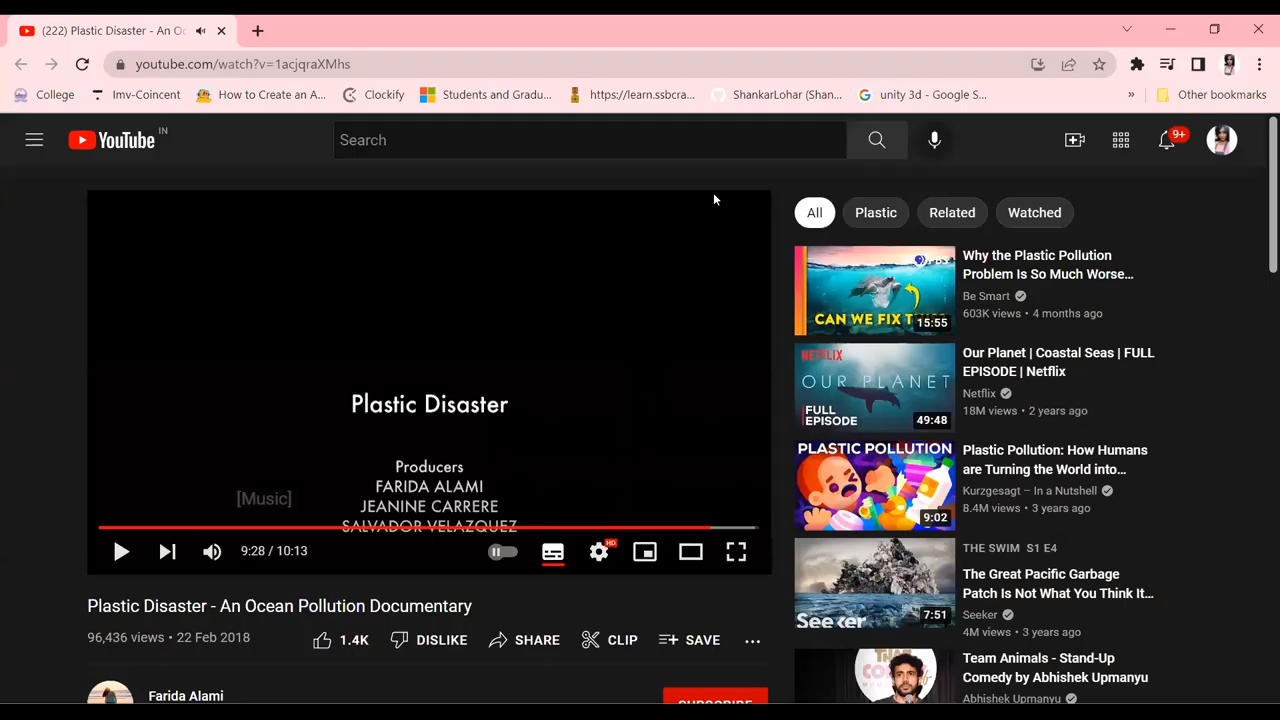 (222) Plastic Disaster - An Oc
youtube.com/watch?v=1acjqraXMhs
College
Imv-Coincent
How to Create an A...
Clockify
Students and Gradu...
https://learn.ssbcra...
ShankarLohar (Shan...
unity 3d - Google S...
»
Other bookmarks
YouTube IN
Search
9+
Plastic Disaster
Producers
FARIDA ALAMI
[Music]
JEANINE CARRERE
SALVADOR VELAZQUEZ
9:28 / 10:13
HD
Plastic Disaster - An Ocean Pollution Documentary
96,436 views • 22 Feb 2018
1.4K
DISLIKE
SHARE
CLIP
SAVE
Farida Alami
SUBSCRIBE
All
Plastic
Related
Watched
CAN WE FIX
15:55
Why the Plastic Pollution
Problem Is So Much Worse...
Be Smart
603K views • 4 months ago
NETFLIX
OUR PLANET
FULL
EPISODE
49:48
Our Planet | Coastal Seas | FULL
EPISODE | Netflix
Netflix
18M views • 2 years ago
PLASTIC POLLUTION
9:02
Plastic Pollution: How Humans
are Turning the World into...
Kurzgesagt – In a Nutshell
8.4M views • 3 years ago
Seeker
7:51
THE SWIM S1 E4
The Great Pacific Garbage
Patch Is Not What You Think It...
Seeker
4M views • 3 years ago
Team Animals - Stand-Up
Comedy by Abhishek Upmanyu
Abhishek Upmanyu